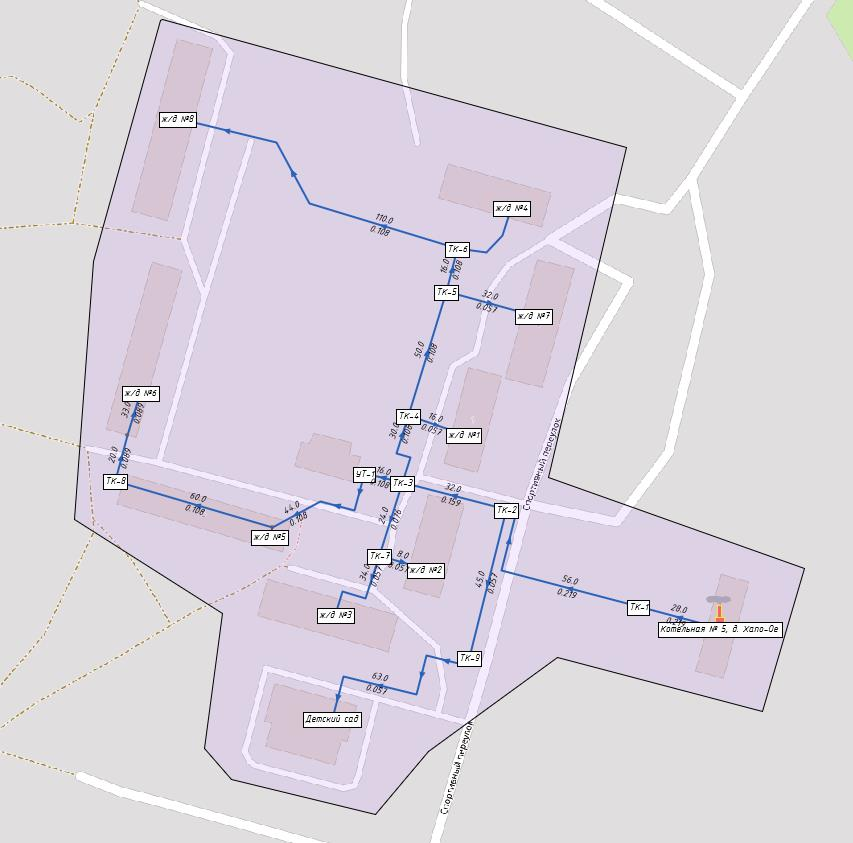 ж/д №8
ж/д №4
110.0
0.108
ТК-6
16.0
0.108
ТК-5
32.0
0.057
ж/д №7
50.0
0.108
ж/д №6
33.0
0.089
ТК-4
16.0
0.057
ж/д №1
30.0
0.108
20.0
0.089
ТК-8
УТ-1
16.0
0.108
ТК-3
32.0
0.159
ТК-2
Спортивный переулок
60.0
0.108
44.0
0.108
24.0
0.076
ж/д №5
ТК-7
8.0
0.057
ж/д №2
34.0
0.057
45.0
0.057
56.0
0.219
ТК-1
28.0
Котельная № 5, д. Хапо-Ое
ж/д №3
ТК-9
63.0
0.057
Детский сад
Спортивный переулок